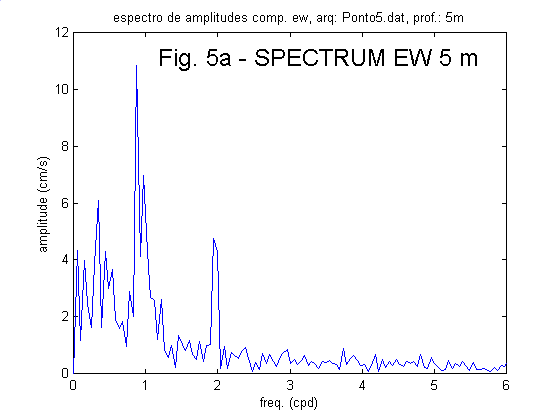 espectro de amplitudes comp. ew, arq: Ponto5.dat, prof.: 5m
Fig. 5a - SPECTRUM EW 5 m
amplitude (cm/s)
12
10
8
6
4
2
0
0 1 2 3 4 5 6
freq. (cpd)